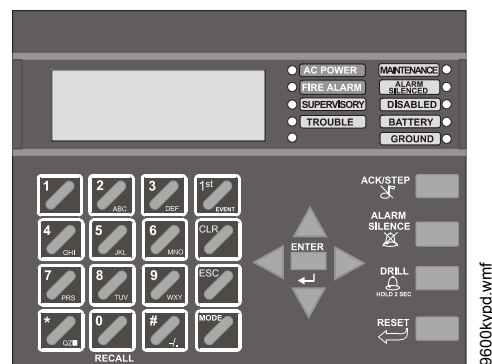 AC POWER MAINTENANCE
FIRE ALARM ALARM SILENCED
SUPERVISORY DISABLED
TROUBLE BATTERY
GROUND
1 2 ABC 3 DEF 1st EVENT
ACK/STEP
4 GHI 5 JKL 6 MNO CLR
ALARM SILENCE
ENTER
7 PRS 8 TUV 9 WXY ESC
DRILL
HOLD 2 SEC
* QZ 0 # -/. MODE
RESET
RECALL
9600kypd.wmf